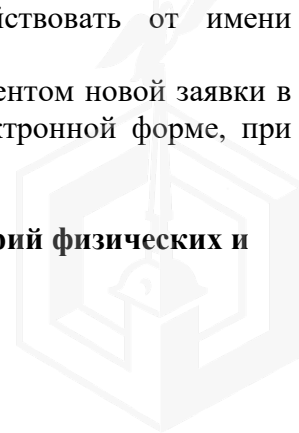 йствовать от имени
ентом новой заявки в
ктронной форме, при
рий физических и